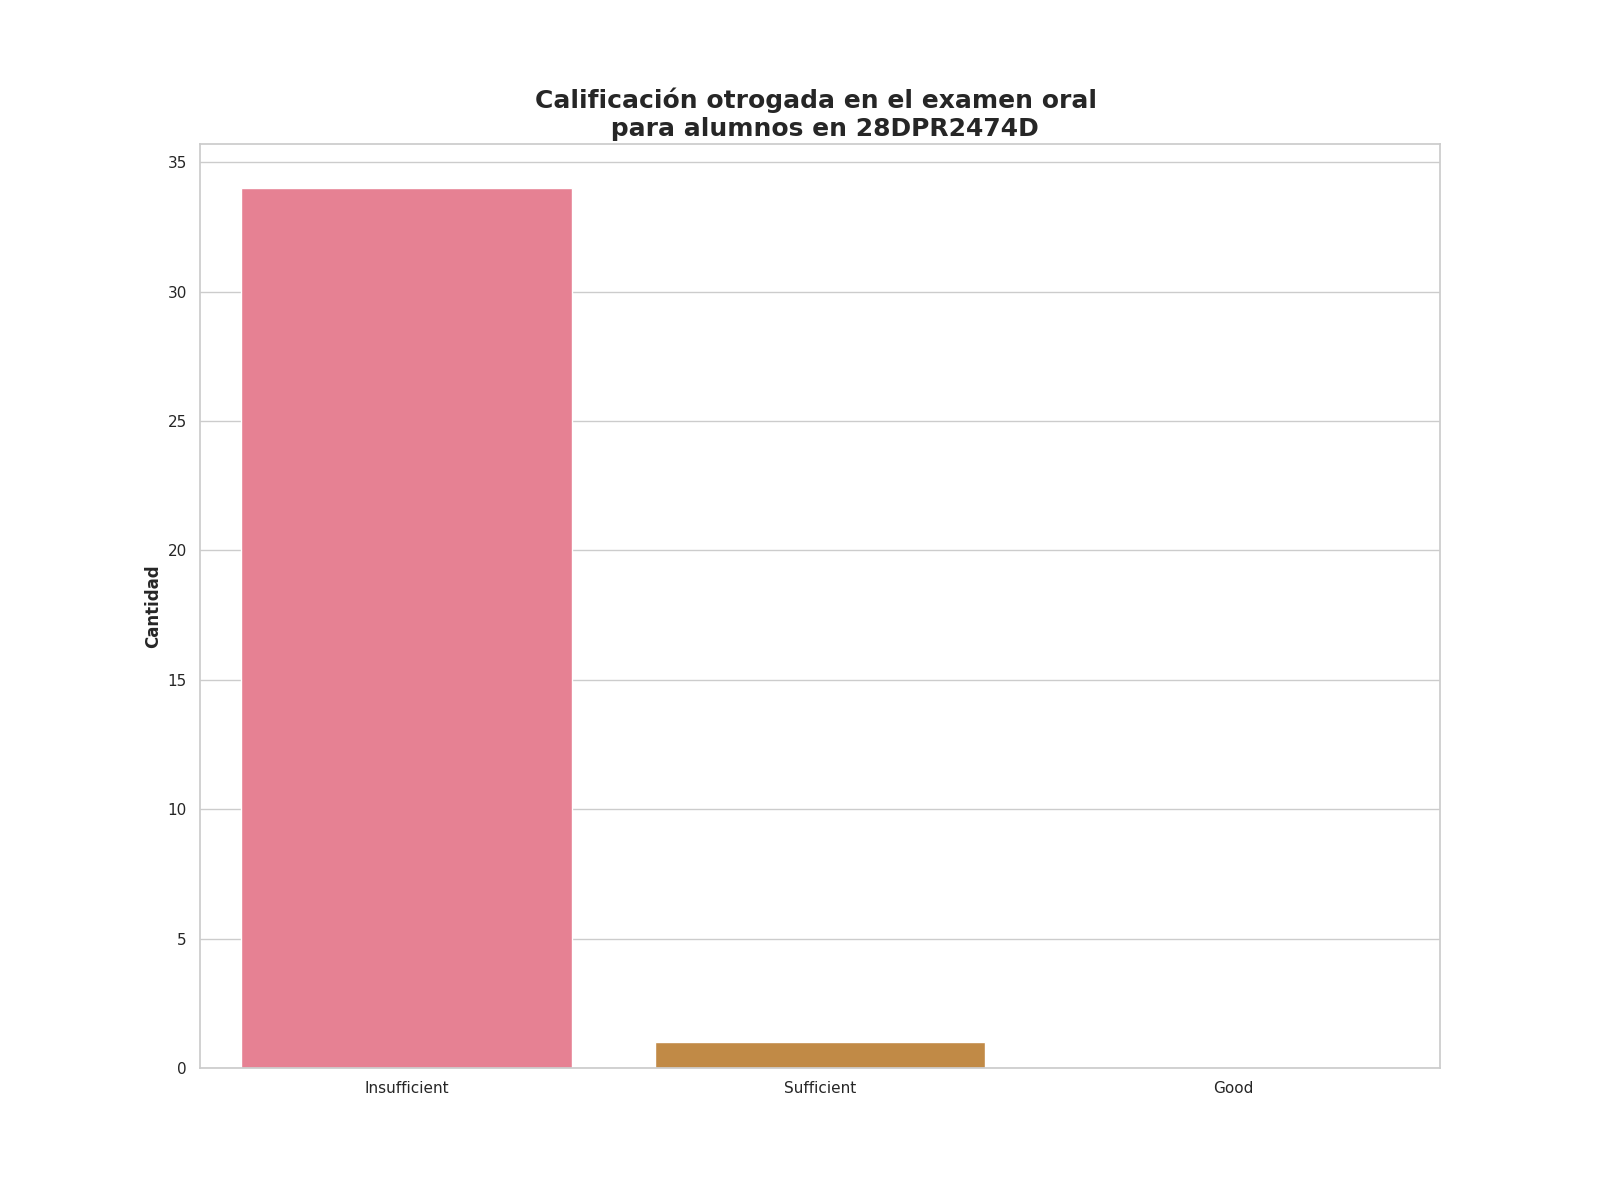 Calificación otrogada en el examen oral
para alumnos en 28DPR2474D
35
30
25
20
15
10
5
0
Cantidad
Insufficient
Sufficient
Good